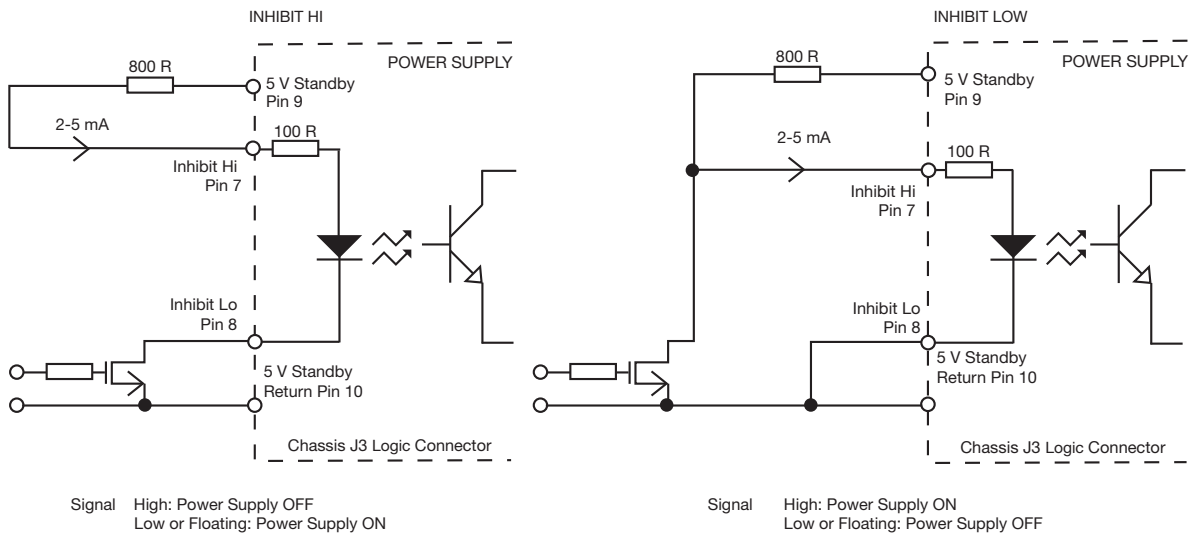 INHIBIT HI
POWER SUPPLY
800 R
5 V Standby
Pin 9
2-5 mA
100 R
Inhibit Hi
Pin 7
Inhibit Lo
Pin 8
5 V Standby
Return Pin 10
Chassis J3 Logic Connector
Signal High: Power Supply OFF
Low or Floating: Power Supply ON
INHIBIT LOW
POWER SUPPLY
800 R
5 V Standby
Pin 9
2-5 mA
100 R
Inhibit Hi
Pin 7
Inhibit Lo
Pin 8
5 V Standby
Return Pin 10
Chassis J3 Logic Connector
Signal High: Power Supply ON
Low or Floating: Power Supply OFF